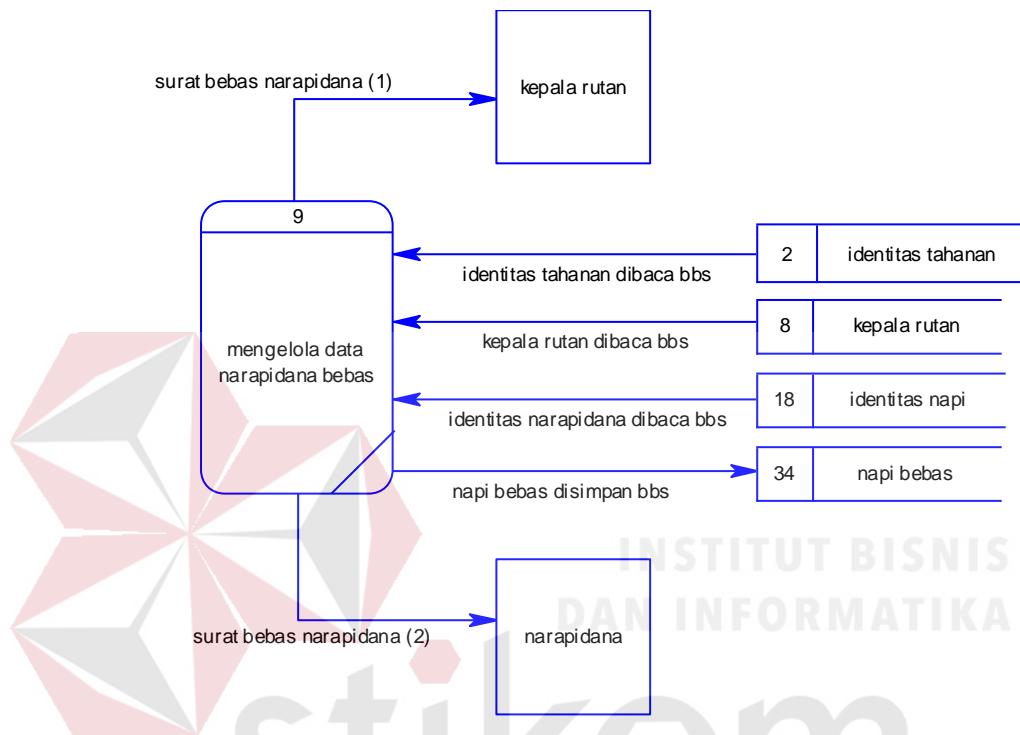 surat bebas narapidana (1)
kepala rutan
9
mengelola data
narapidana bebas
identitas tahanan dibaca bbs
2
identitas tahanan
kepala rutan dibaca bbs
8
kepala rutan
identitas narapidana dibaca bbs
18
identitas napi
napi bebas disimpan bbs
34
napi bebas
INSTITUT BISNIS
DAN INFORMATIKA
surat bebas narapidana (2)
narapidana
stikom